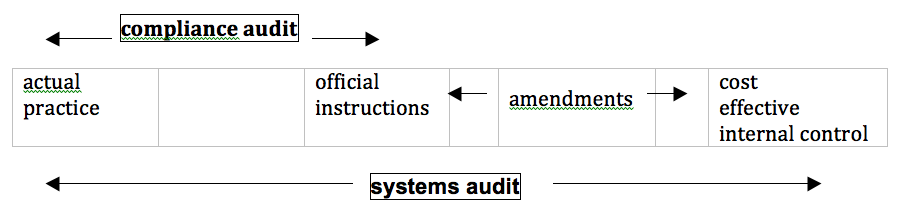 compliance audit
actual
practice
official
instructions
amendments
cost
effective
internal control
systems audit